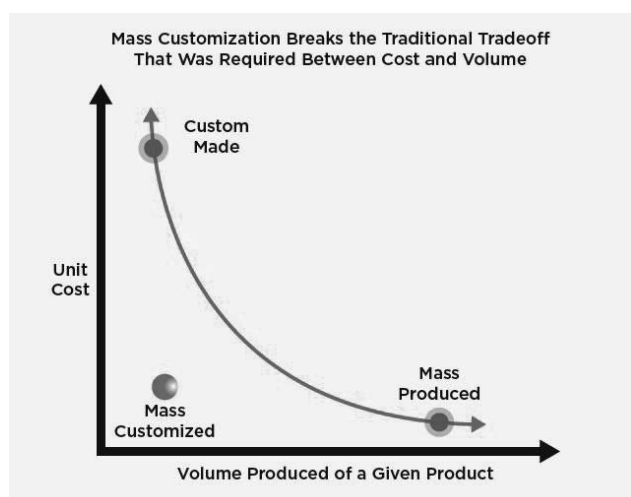 Mass Customization Breaks the Traditional Tradeoff
That Was Required Between Cost and Volume
Custom
Made
Unit
Cost
Mass
Produced
Mass
Customized
Volume Produced of a Given Product